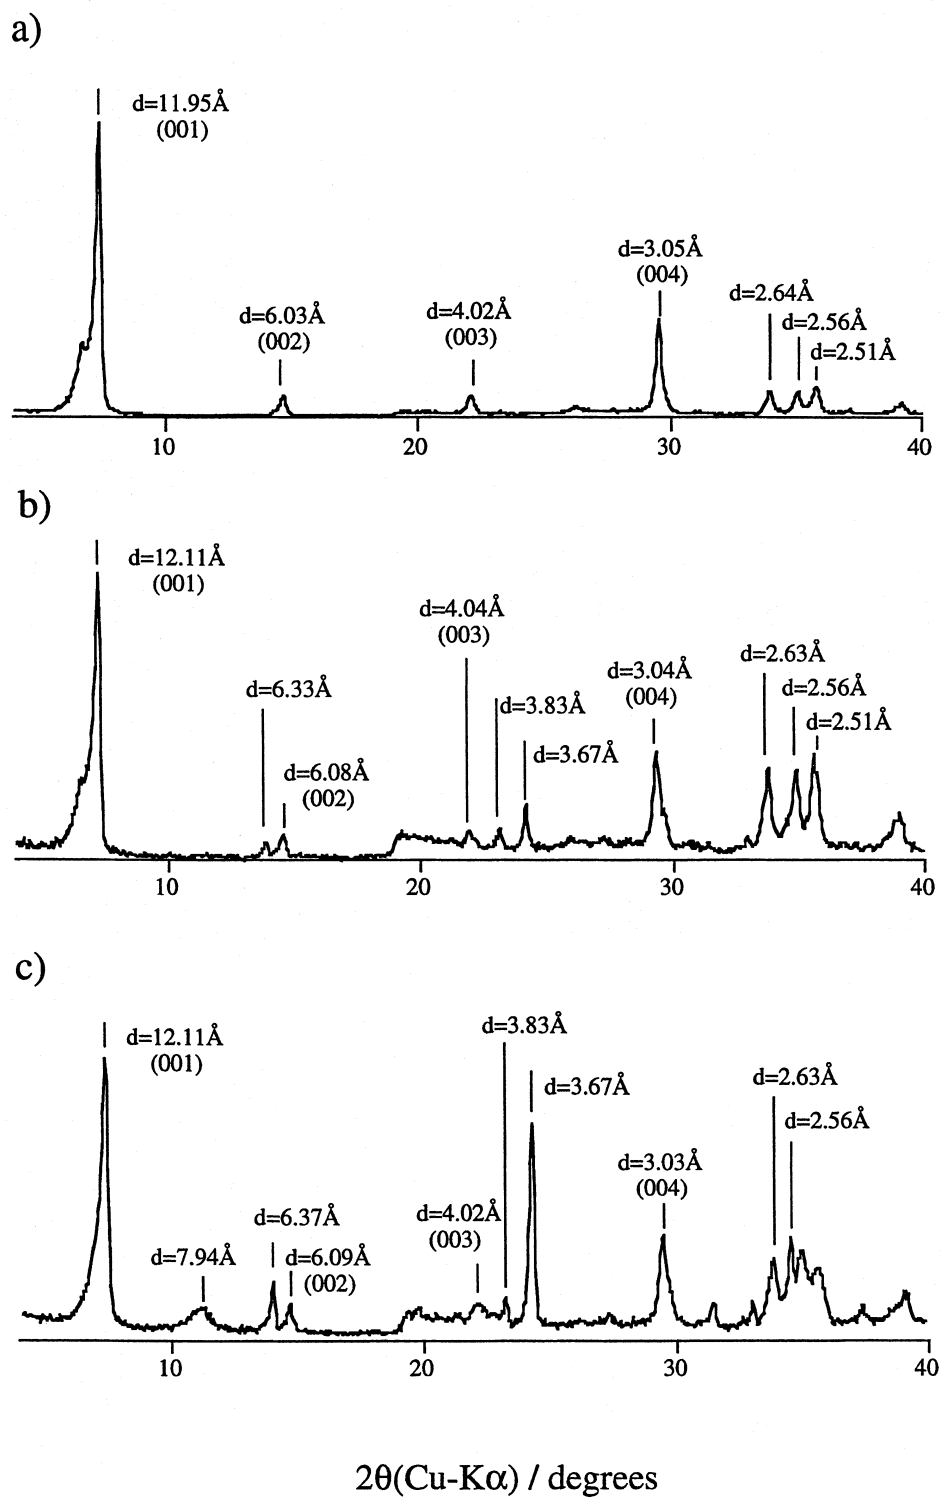 a)
d=11.95Å
(001)
d=3.05Å
(004)
d=2.64Å
d=6.03Å
(002)
d=4.02Å
(003)
d=2.56Å
d=2.51Å
10
20
30
40
b)
d=12.11Å
(001)
d=4.04Å
(003)
d=6.33Å
d=3.83Å
d=3.04Å
(004)
d=2.63Å
d=2.56Å
d=2.51Å
d=3.67Å
d=6.08Å
(002)
10
20
30
40
c)
d=12.11Å
(001)
d=3.83Å
d=3.67Å
d=2.63Å
d=2.56Å
d=3.03Å
(004)
d=6.37Å
d=4.02Å
(003)
d=7.94Å
d=6.09Å
(002)
10
20
30
40
2θ(Cu-Kα) / degrees